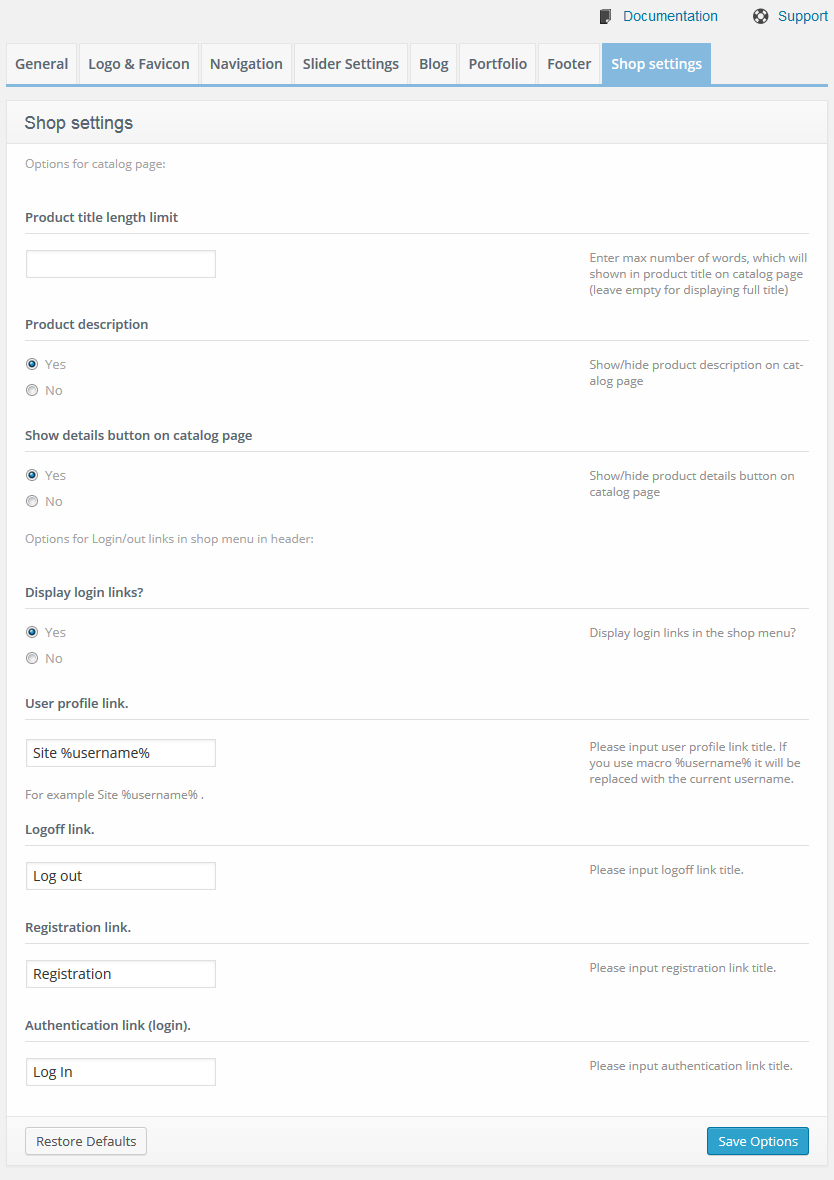 Documentation Support
General Logo & Favicon Navigation Slider Settings Blog Portfolio Footer Shop settings
Shop settings
Options for catalog page:
Product title length limit
Enter max number of words, which will
shown in product title on catalog page
(leave empty for displaying full title)
Product description
Yes
No
Show/hide product description on cat-
alog page
Show details button on catalog page
Yes
No
Show/hide product details button on
catalog page
Options for Login/out links in shop menu in header:
Display login links?
Yes
No
Display login links in the shop menu?
User profile link.
Site %username%
For example Site %username% .
Please input user profile link title. If
you use macro %username% it will be
replaced with the current username.
Logoff link.
Log out
Please input logoff link title.
Registration link.
Registration
Please input registration link title.
Authentication link (login).
Log In
Please input authentication link title.
Restore Defaults Save Options